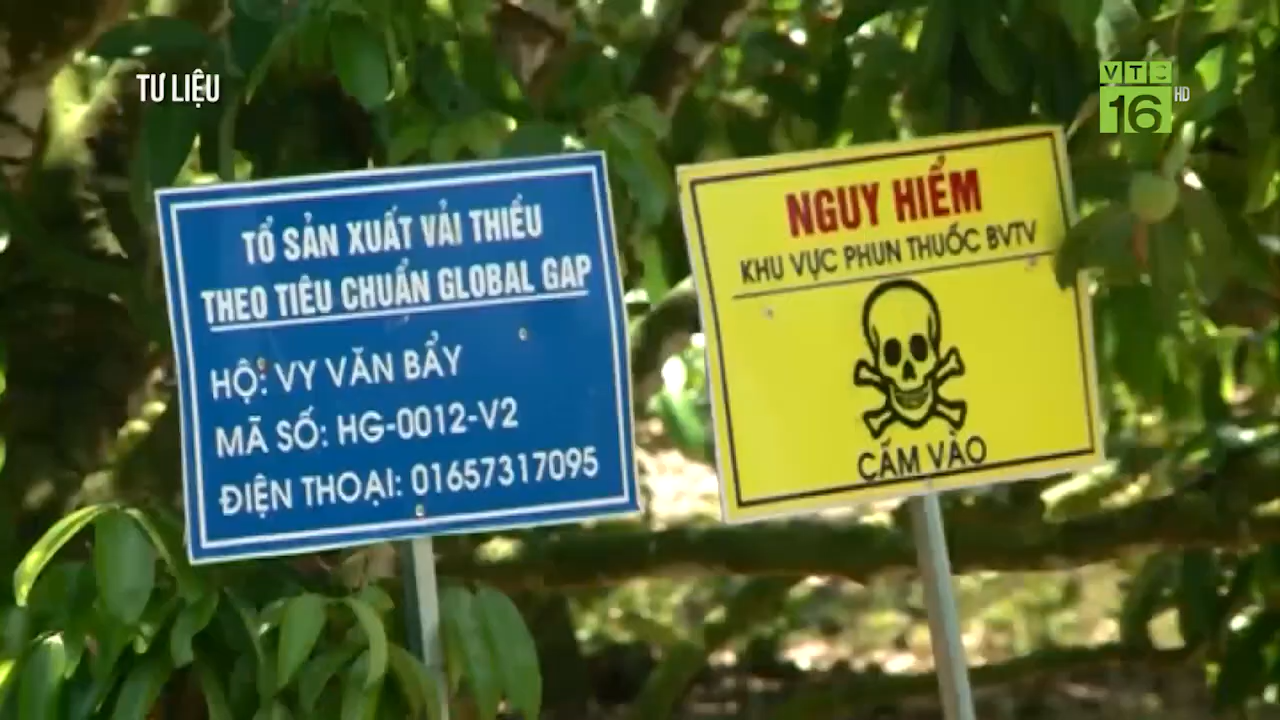 TƯ LIỆU
VTC
16 HD
TỔ SẢN XUẤT VẢI THIỀU
THEO TIÊU CHUẨN GLOBAL GAP
HỘ: VY VĂN BẨY
MÃ SỐ: HG-0012-V2
ĐIỆN THOẠI: 01657317095
NGUY HIỂM
KHU VỰC PHUN THUỐC BVTV
CẤM VÀO